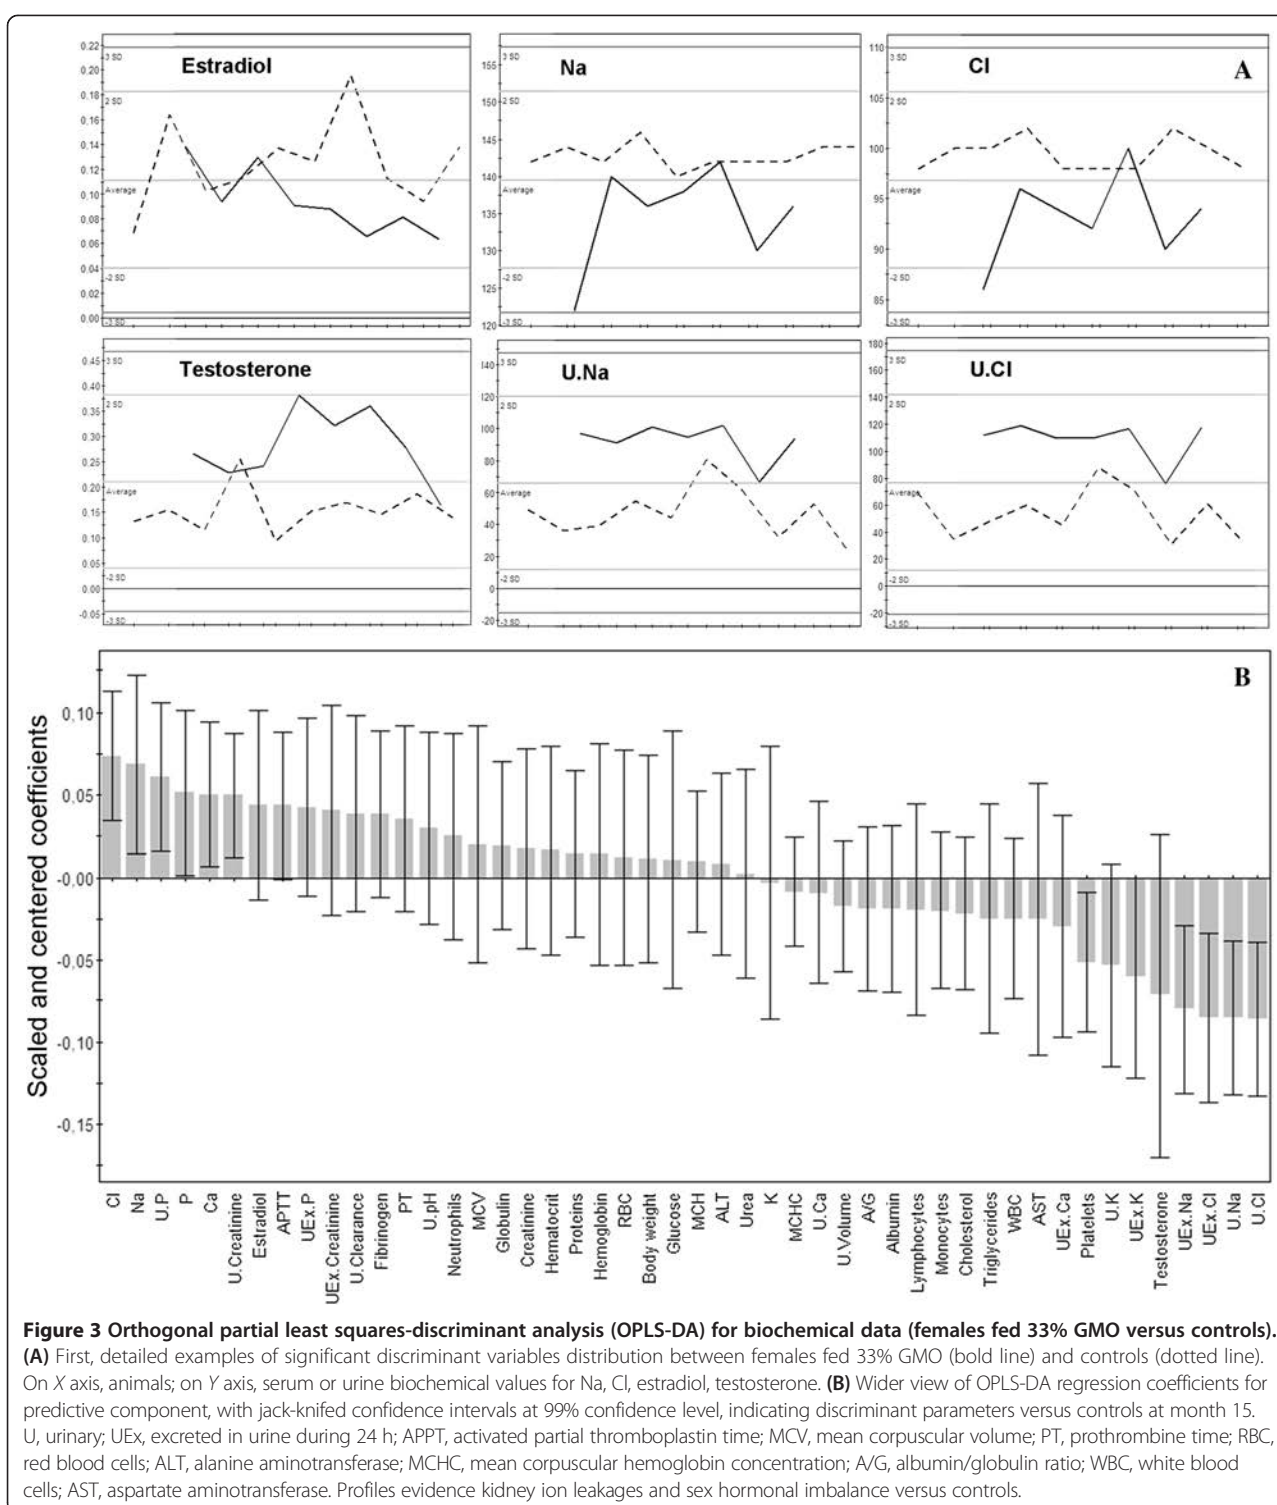 Estradiol
0.22
0.20
0.18
0.16
0.14
0.12
0.10
0.08
0.06
0.04
0.02
0.00
3 SD
2 SD
Average
-2 SD
-3 SD
Na
155
150
145
140
135
130
125
120
3 SD
2 SD
Average
-2 SD
-3 SD
Cl
A
110
105
100
95
90
85
3 SD
2 SD
Average
-2 SD
-3 SD
Testosterone
0.45
0.40
0.35
0.30
0.25
0.20
0.15
0.10
0.05
0.00
-0.05
3 SD
2 SD
Average
-2 SD
-3 SD
U.Na
140
120
100
80
60
40
20
0
-20
3 SD
2 SD
Average
-2 SD
-3 SD
U.Cl
180
160
140
120
100
80
60
40
20
0
-20
3 SD
2 SD
Average
-2 SD
-3 SD
B
Scaled and centered coefficients
0,10
0,05
-0,00
-0,05
-0,10
-0,15
Cl
Na
U.P
P
Ca
U.Creatinine
Estradiol
APTT
UEx.P
UEx.Creatinine
U.Clearance
Fibrinogen
PT
U.pH
Neutrophils
MCV
Globulin
Creatinine
Hematocrit
Proteins
Hemoglobin
RBC
Body weight
Glucose
MCH
ALT
Urea
K
MCHC
U.Ca
U.Volume
A/G
Albumin
Lymphocytes
Monocytes
Cholesterol
Triglycerides
WBC
AST
UEx.Ca
Platelets
U.K
UEx.K
Testosterone
UEx.Na
UEx.Cl
U.Na
U.Cl
Figure 3 Orthogonal partial least squares-discriminant analysis (OPLS-DA) for biochemical data (females fed 33% GMO versus controls).
(A) First, detailed examples of significant discriminant variables distribution between females fed 33% GMO (bold line) and controls (dotted line).
On X axis, animals; on Y axis, serum or urine biochemical values for Na, Cl, estradiol, testosterone. (B) Wider view of OPLS-DA regression coefficients for
predictive component, with jack-knifed confidence intervals at 99% confidence level, indicating discriminant parameters versus controls at month 15.
U, urinary; UEx, excreted in urine during 24 h; APPT, activated partial thromboplastin time; MCV, mean corpuscular volume; PT, prothrombine time; RBC,
red blood cells; ALT, alanine aminotransferase; MCHC, mean corpuscular hemoglobin concentration; A/G, albumin/globulin ratio; WBC, white blood
cells; AST, aspartate aminotransferase. Profiles evidence kidney ion leakages and sex hormonal imbalance versus controls.